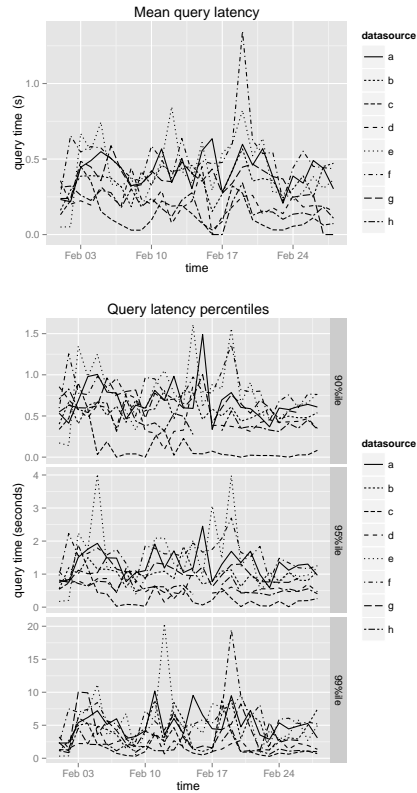 Mean query latency
query time (s)
1.0
0.5
0.0
Feb 03 Feb 10 Feb 17 Feb 24
time
datasource
a
b
c
d
e
f
g
h
Query latency percentiles
query time (seconds)
1.5
1.0
0.5
0.0
90%ile
4
3
2
1
0
95%ile
20
15
10
5
0
99%ile
Feb 03 Feb 10 Feb 17 Feb 24
time
datasource
a
b
c
d
e
f
g
h